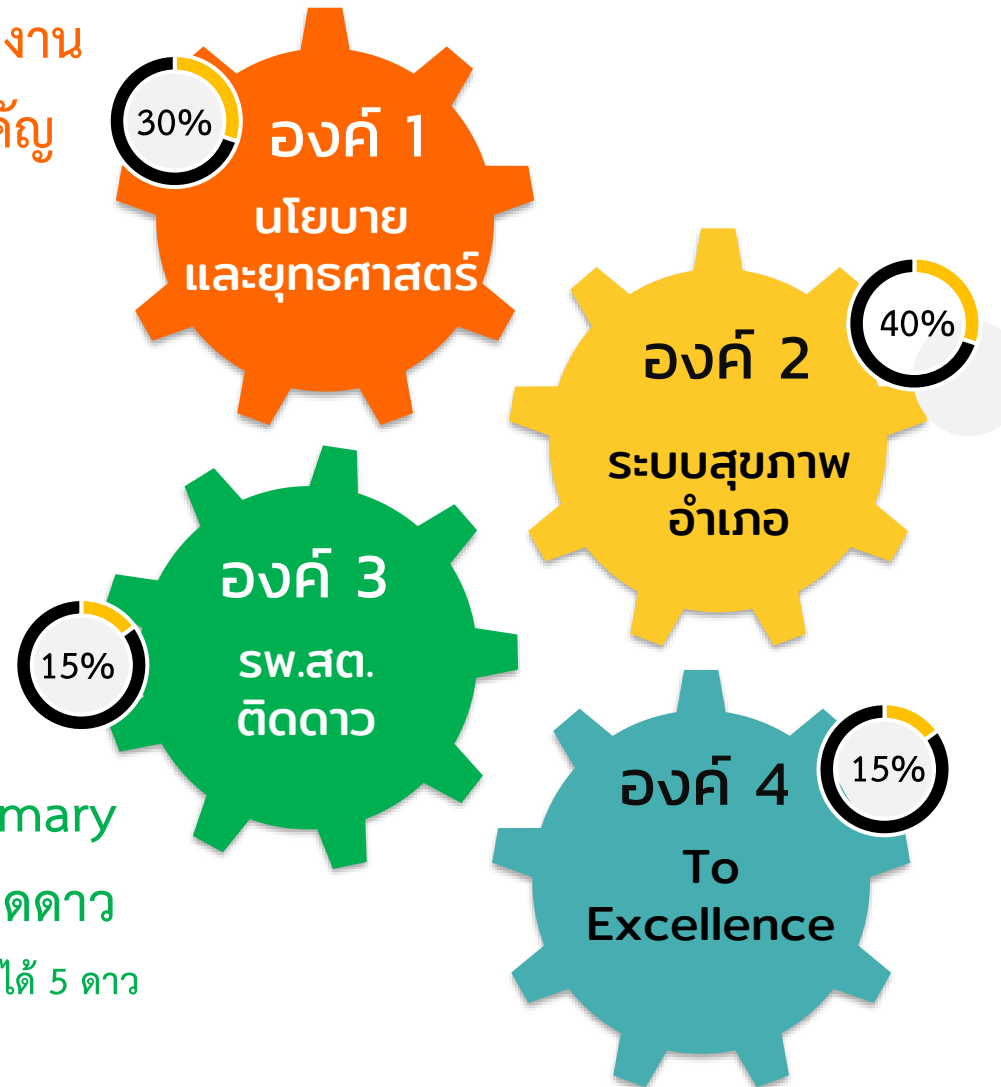 งาน
30%
องค์ 1
นโยบาย
และยุทธศาสตร์
40%
องค์ 2
ระบบสุขภาพ
อำเภอ
องค์ 3
15%
รพ.สต.
ติดดาว
องค์ 4
15%
To
Excellence
mary
ดดาว
ได้ 5 ดาว